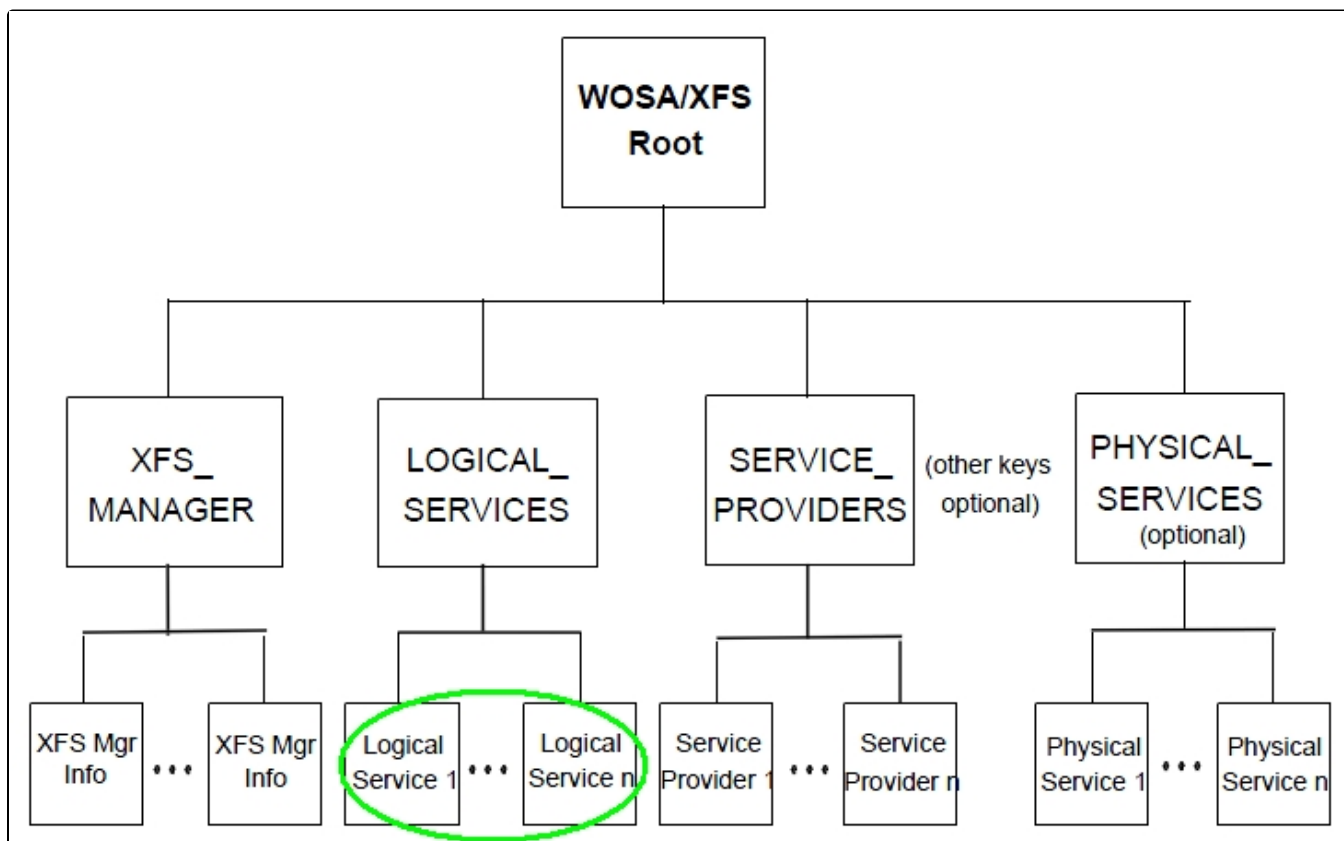 WOSA/XFS
Root
XFS_
MANAGER
LOGICAL_
SERVICES
SERVICE_
PROVIDERS
(other keys
optional)
PHYSICAL_
SERVICES
(optional)
XFS Mgr
Info
•••
XFS Mgr
Info
Logical
Service 1
•••
Logical
Service n
Service
Provider 1
•••
Service
Provider n
Physical
Service 1
•••
Physical
Service n